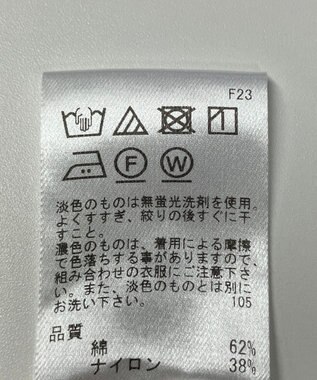 F23
F W
淡色のものは無蛍光洗剤を使用。
よくすすぎ、絞りの後すぐに干
すこと。
濃色のものは、着用による摩擦
で色落ちする事がありますので、
組み合わせの衣服にご注意下さ
い。また、淡色のものとは別に
お洗い下さい。 105
品質
綿 62%
ナイロン 38%